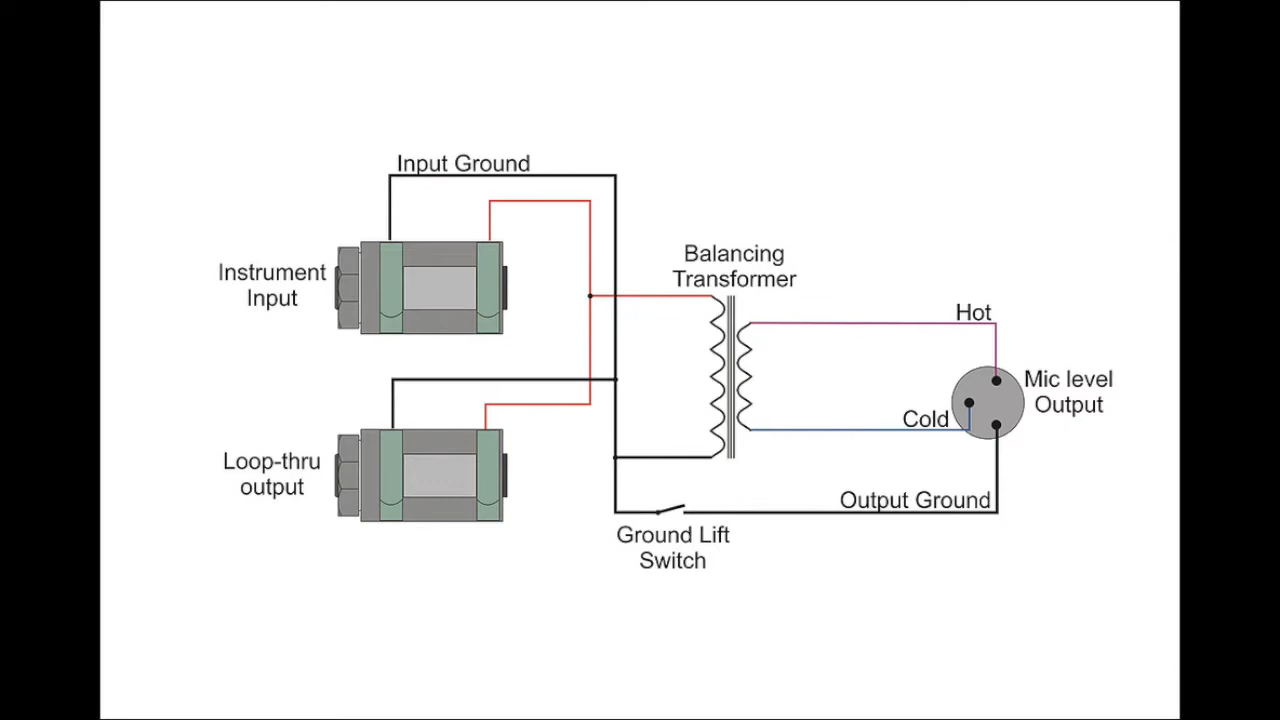 Input Ground
Instrument
Input
Balancing
Transformer
Hot
Mic level
Output
Cold
Loop-thru
output
Output Ground
Ground Lift
Switch